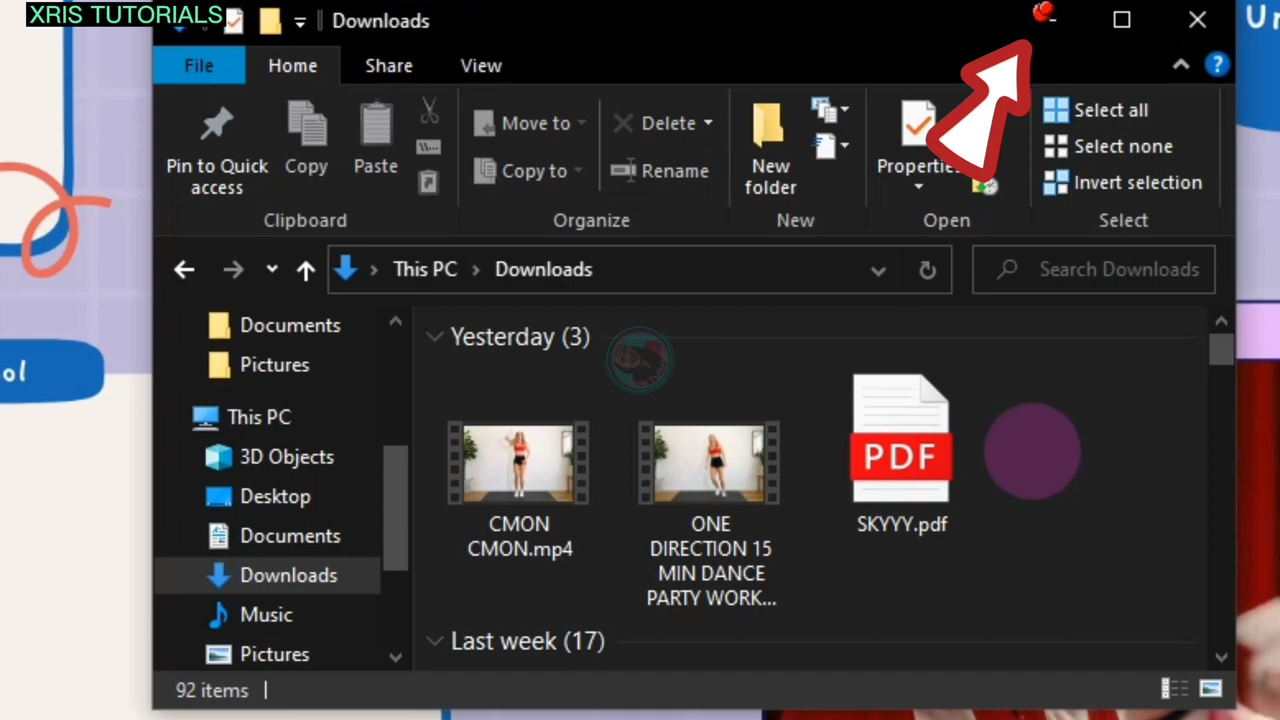 XRIS TUTORIALS
Downloads
Un
File Home Share View
?
Pin to Quick access
Copy
Paste
Clipboard
Move to
Copy to
Delete
Rename
Organize
New folder
New
Properties
Open
Select all
Select none
Invert selection
Select
This PC > Downloads
Search Downloads
Documents
Pictures
This PC
3D Objects
Desktop
Documents
Downloads
Music
Pictures
ol
Yesterday (3)
CMON
CMON.mp4
ONE
DIRECTION 15
MIN DANCE
PARTY WORK...
PDF
SKYYY.pdf
Last week (17)
92 items